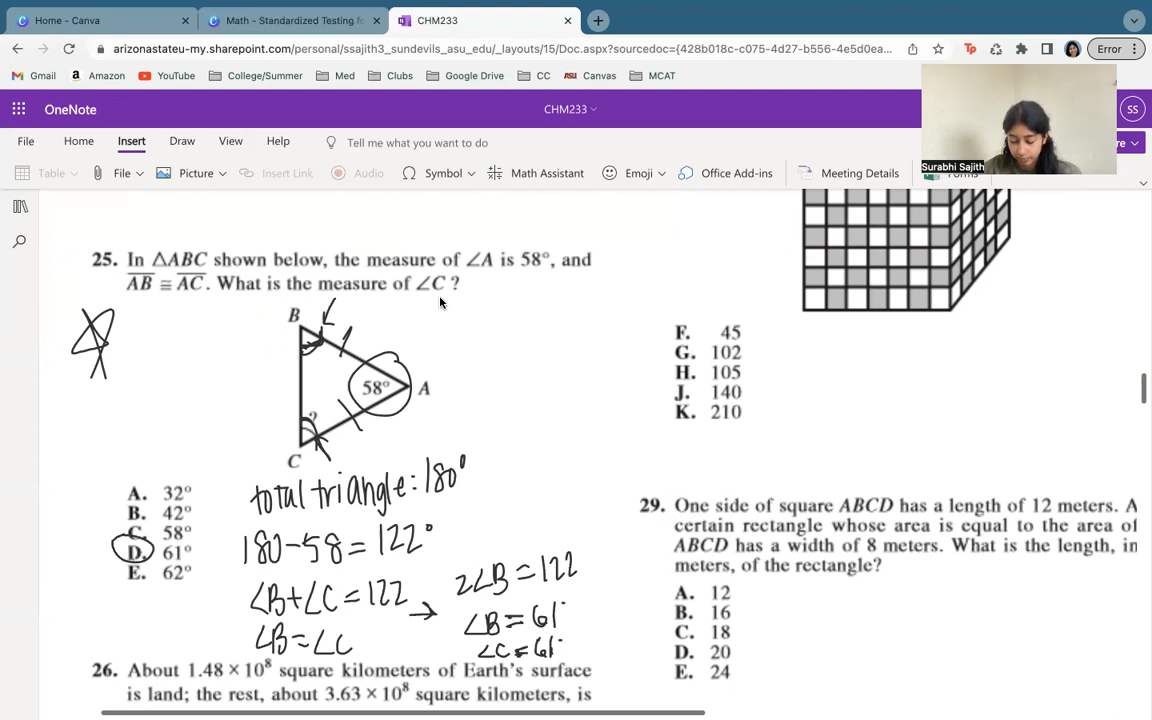 Home - Canva
Math - Standardized Testing fo
CHM233
arizonastateu-my.sharepoint.com/personal/ssajith3_sundevils_asu_edu/_layouts/15/Doc.aspx?sourcedoc={428b018c-c075-4d27-b556-4e5d0ea...
Error
Gmail
Amazon
YouTube
College/Summer
Med
Clubs
Google Drive
CC
ASU Canvas
MCAT
OneNote
CHM233
SS
File
Home
Insert
Draw
View
Help
Tell me what you want to do
Surabhi Sajith
Table
File
Picture
Insert Link
Audio
Symbol
Math Assistant
Emoji
Office Add-ins
Meeting Details
Forms
25. In △ABC shown below, the measure of ∠A is 58°, and
AB ≅ AC. What is the measure of ∠C ?
B
58°
A
?
C
A. 32°
B. 42°
C. 58°
D. 61°
E. 62°
total triangle: 180°
180-58 = 122°
∠B+∠C = 122 →
∠B = ∠C
2∠B = 122
∠B = 61°
∠C = 61°
26. About 1.48 × 10⁸ square kilometers of Earth's surface
is land; the rest, about 3.63 × 10⁸ square kilometers, is
F. 45
G. 102
H. 105
J. 140
K. 210
29. One side of square ABCD has a length of 12 meters. A
certain rectangle whose area is equal to the area of
ABCD has a width of 8 meters. What is the length, in
meters, of the rectangle?
A. 12
B. 16
C. 18
D. 20
E. 24